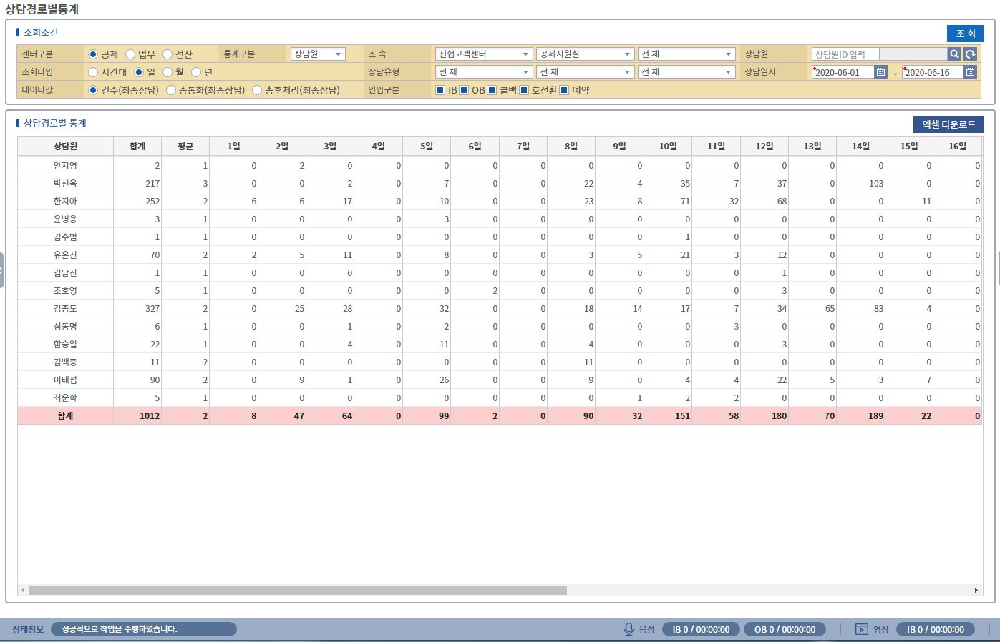 상담경로별통계
조회조건
조 회
센터구분 공제 업무 전산 통계구분 상담원 소 속 신협고객센터 공제지원실 전 체 상담원 상담원ID 입력
조회타입 시간대 일 월 년 상담유형 전 체 전 체 전 체 상담일자 2020-06-01 ~ 2020-06-16
데이타값 건수(최종상담) 총통화(최종상담) 총후처리(최종상담) 인입구분 IB OB 콜백 호전환 예약
상담경로별 통계
엑셀 다운로드
상담원 합계 평균 1일 2일 3일 4일 5일 6일 7일 8일 9일 10일 11일 12일 13일 14일 15일 16일
안지영 2 1 0 2 0 0 0 0 0 0 0 0 0 0 0 0 0 0
박선옥 217 3 0 0 2 0 7 0 0 22 4 35 7 37 0 103 0 0
한지아 252 2 6 6 17 0 10 0 0 23 8 71 32 68 0 0 11 0
윤병용 3 1 0 0 0 0 3 0 0 0 0 0 0 0 0 0 0 0
김수범 1 1 0 0 0 0 0 0 0 0 0 1 0 0 0 0 0 0
유은진 70 2 2 5 11 0 8 0 0 3 5 21 3 12 0 0 0 0
김남진 1 1 0 0 0 0 0 0 0 0 0 0 0 1 0 0 0 0
조호영 5 1 0 0 0 0 0 2 0 0 0 0 0 3 0 0 0 0
김종도 327 2 0 25 28 0 32 0 0 18 14 17 7 34 65 83 4 0
심동명 6 1 0 0 1 0 2 0 0 0 0 0 3 0 0 0 0 0
함승일 22 1 0 0 4 0 11 0 0 4 0 0 0 3 0 0 0 0
김백중 11 2 0 0 0 0 0 0 0 11 0 0 0 0 0 0 0 0
이태섭 90 2 0 9 1 0 26 0 0 9 0 4 4 22 5 3 7 0
최운학 5 1 0 0 0 0 0 0 0 0 1 2 2 0 0 0 0 0
합계 1012 2 8 47 64 0 99 2 0 90 32 151 58 180 70 189 22 0
상태정보 성공적으로 작업을 수행하였습니다. 음성 IB 0 / 00:00:00 OB 0 / 00:00:00 영상 IB 0 / 00:00:00